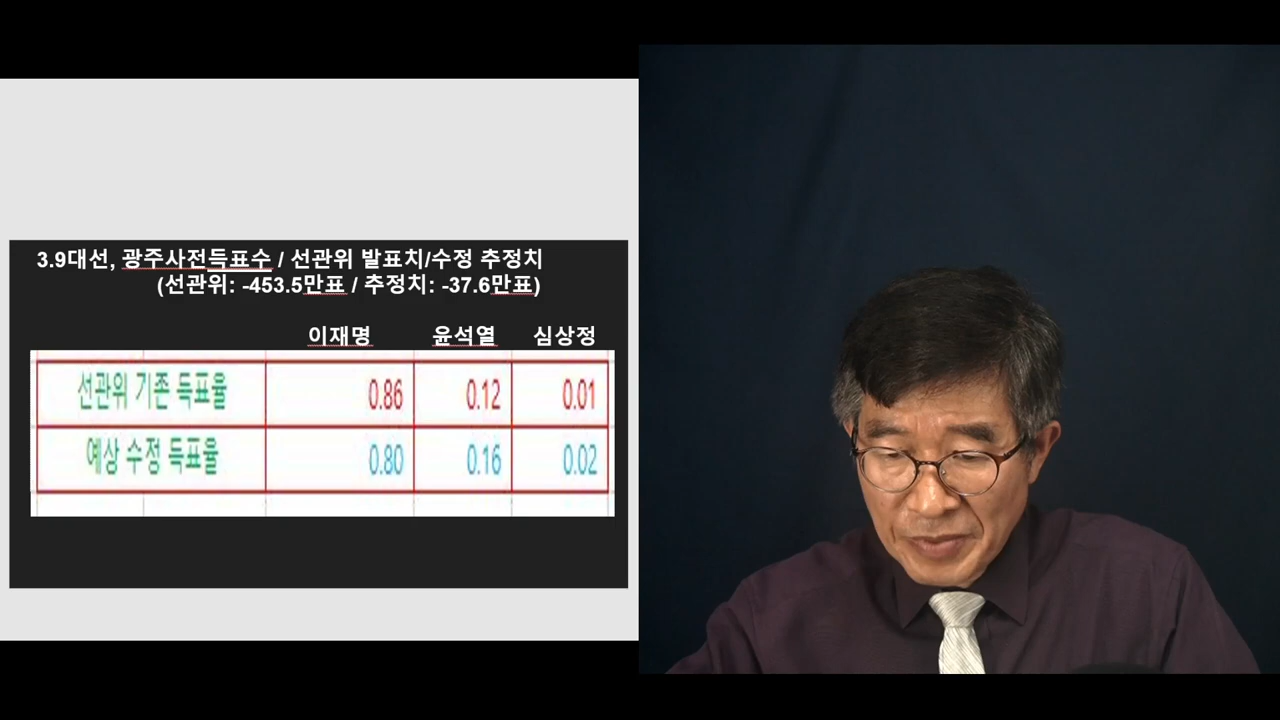 3.9대선, 광주사전득표수 / 선관위 발표치/수정 추정치
(선관위: -453.5만표 / 추정치: -37.6만표)
이재명 윤석열 심상정
선관위 기존 득표율 0.86 0.12 0.01
예상 수정 득표율 0.80 0.16 0.02